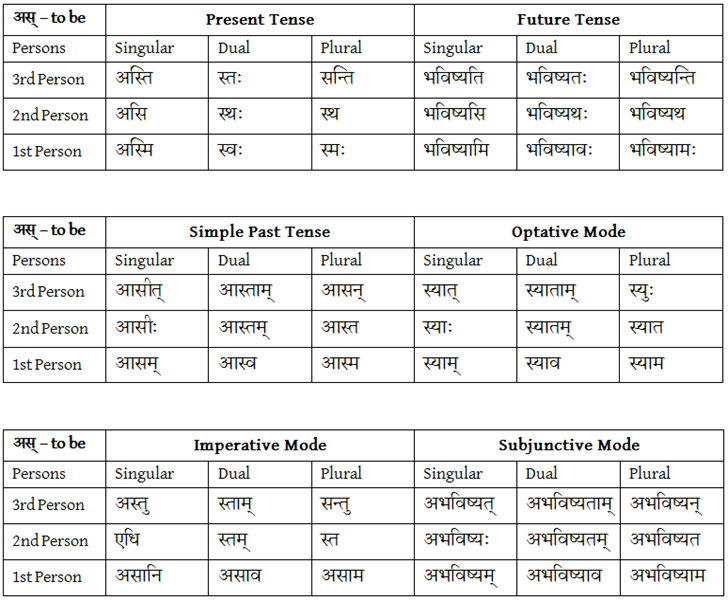 अस् – to be Present Tense Future Tense
Persons Singular Dual Plural Singular Dual Plural
3rd Person अस्ति स्तः सन्ति भविष्यति भविष्यतः भविष्यन्ति
2nd Person असि स्थः स्थ भविष्यसि भविष्यथः भविष्यथ
1st Person अस्मि स्वः स्मः भविष्यामि भविष्यावः भविष्यामः
अस् – to be Simple Past Tense Optative Mode
Persons Singular Dual Plural Singular Dual Plural
3rd Person आसीत् आस्ताम् आसन् स्यात् स्याताम् स्युः
2nd Person आसीः आस्तम् आस्त स्याः स्यातम् स्यात
1st Person आसम् आस्व आस्म स्याम् स्याव स्याम
अस् – to be Imperative Mode Subjunctive Mode
Persons Singular Dual Plural Singular Dual Plural
3rd Person अस्तु स्ताम् सन्तु अभविष्यत् अभविष्यताम् अभविष्यन्
2nd Person एधि स्तम् स्त अभविष्यः अभविष्यतम् अभविष्यत
1st Person असानि असाव असाम अभविष्यम् अभविष्याव अभविष्याम